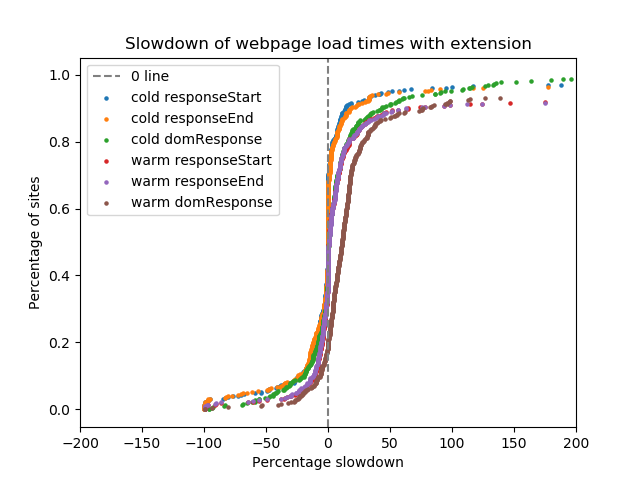 Slowdown of webpage load times with extension
1.0
0.8
0.6
0.4
0.2
0.0
Percentage of sites
0 line
cold responseStart
cold responseEnd
cold domResponse
warm responseStart
warm responseEnd
warm domResponse
−200
−150
−100
−50
0
50
100
150
200
Percentage slowdown